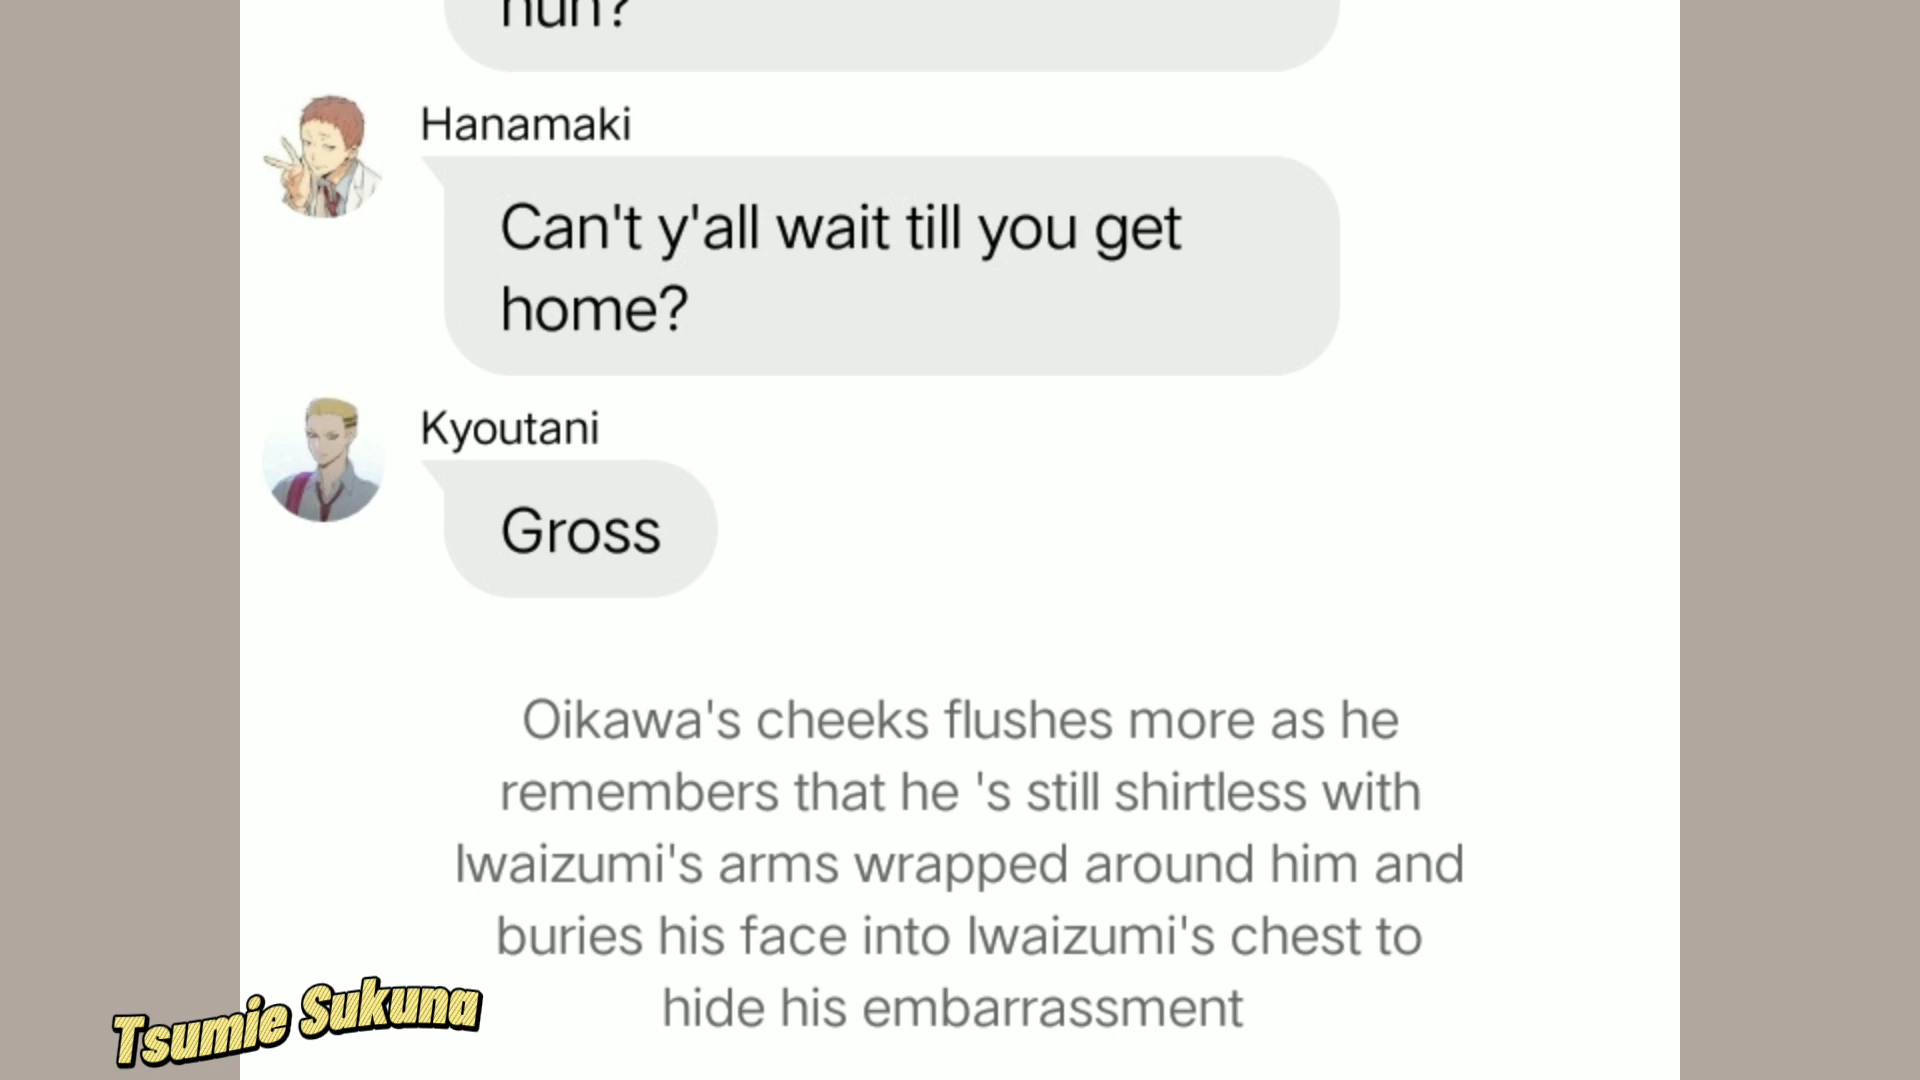 huh?
Hanamaki
Can't y'all wait till you get
home?
Kyoutani
Gross
Oikawa's cheeks flushes more as he
remembers that he 's still shirtless with
Iwaizumi's arms wrapped around him and
buries his face into Iwaizumi's chest to
hide his embarrassment
Tsumie Sukuna